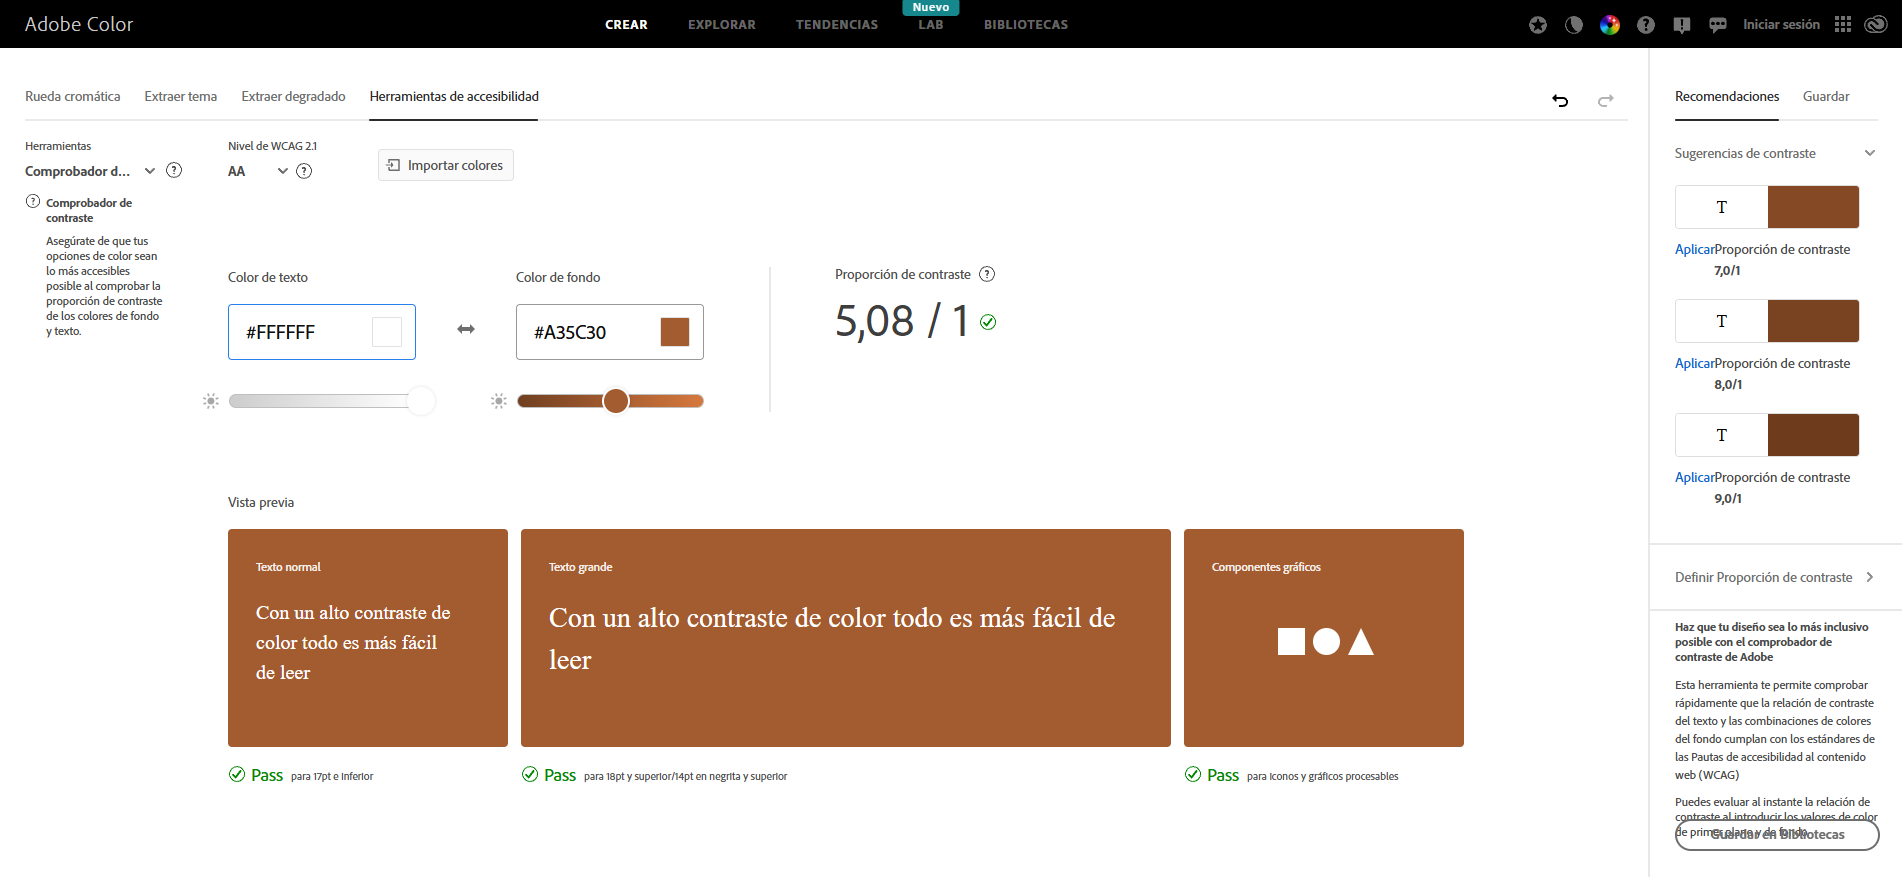 Adobe Color
CREAR
EXPLORAR
TENDENCIAS
Nuevo
LAB
BIBLIOTECAS
Iniciar sesión
Rueda cromática
Extraer tema
Extraer degradado
Herramientas de accesibilidad
Herramientas
Comprobador d...
Nivel de WCAG 2.1
AA
Importar colores
Comprobador de
contraste
Asegúrate de que tus
opciones de color sean
lo más accesibles
posible al comprobar la
proporción de contraste
de los colores de fondo
y texto.
Color de texto
#FFFFFF
Color de fondo
#A35C30
Proporción de contraste
5,08 / 1
Vista previa
Texto normal
Con un alto contraste de
color todo es más fácil
de leer
Pass para 17pt e inferior
Texto grande
Con un alto contraste de color todo es más fácil de
leer
Pass para 18pt y superior/14pt en negrita y superior
Componentes gráficos
Pass para iconos y gráficos procesables
Recomendaciones
Guardar
Sugerencias de contraste
T
Aplicar Proporción de contraste
7,0/1
T
Aplicar Proporción de contraste
8,0/1
T
Aplicar Proporción de contraste
9,0/1
Definir Proporción de contraste
Haz que tu diseño sea lo más inclusivo
posible con el comprobador de
contraste de Adobe
Esta herramienta te permite comprobar
rápidamente que la relación de contraste
del texto y las combinaciones de colores
del fondo cumplan con los estándares de
las Pautas de accesibilidad al contenido
web (WCAG)
Puedes evaluar al instante la relación de
contraste al introducir los valores de color
de primer plano y de fondo
Guardar en Bibliotecas